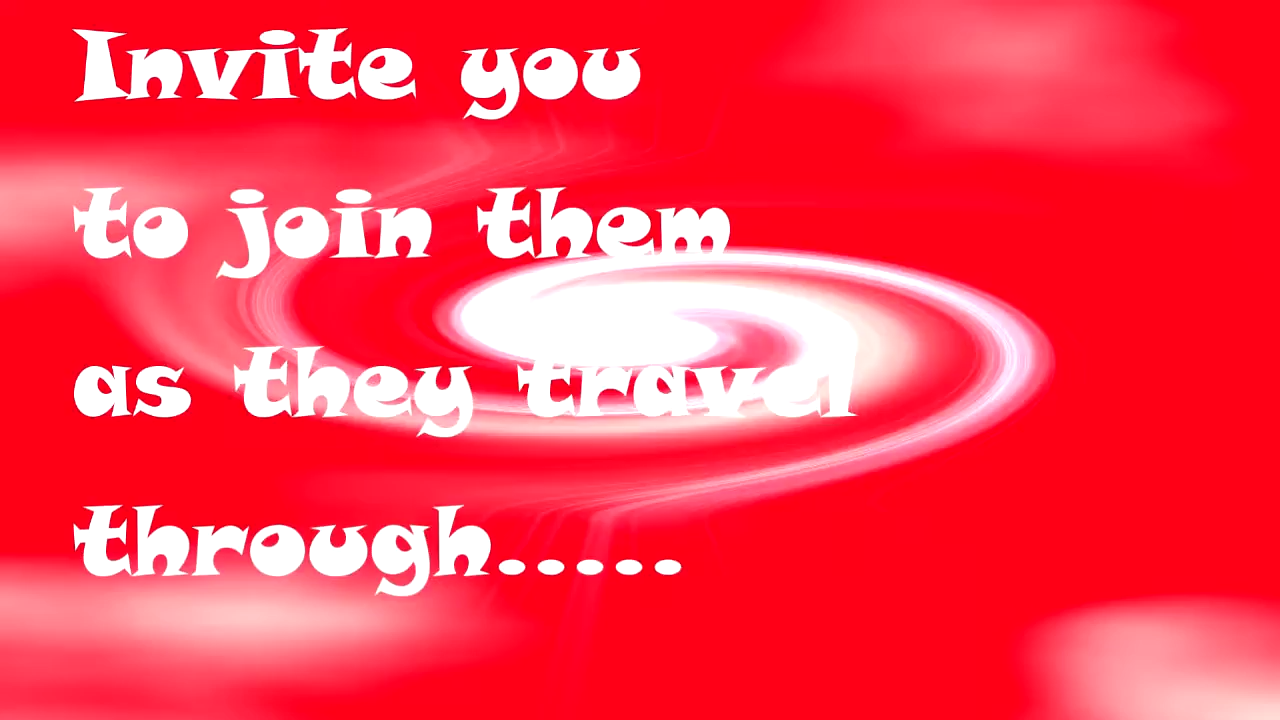 Invite you
to join them
as they travel
through.....